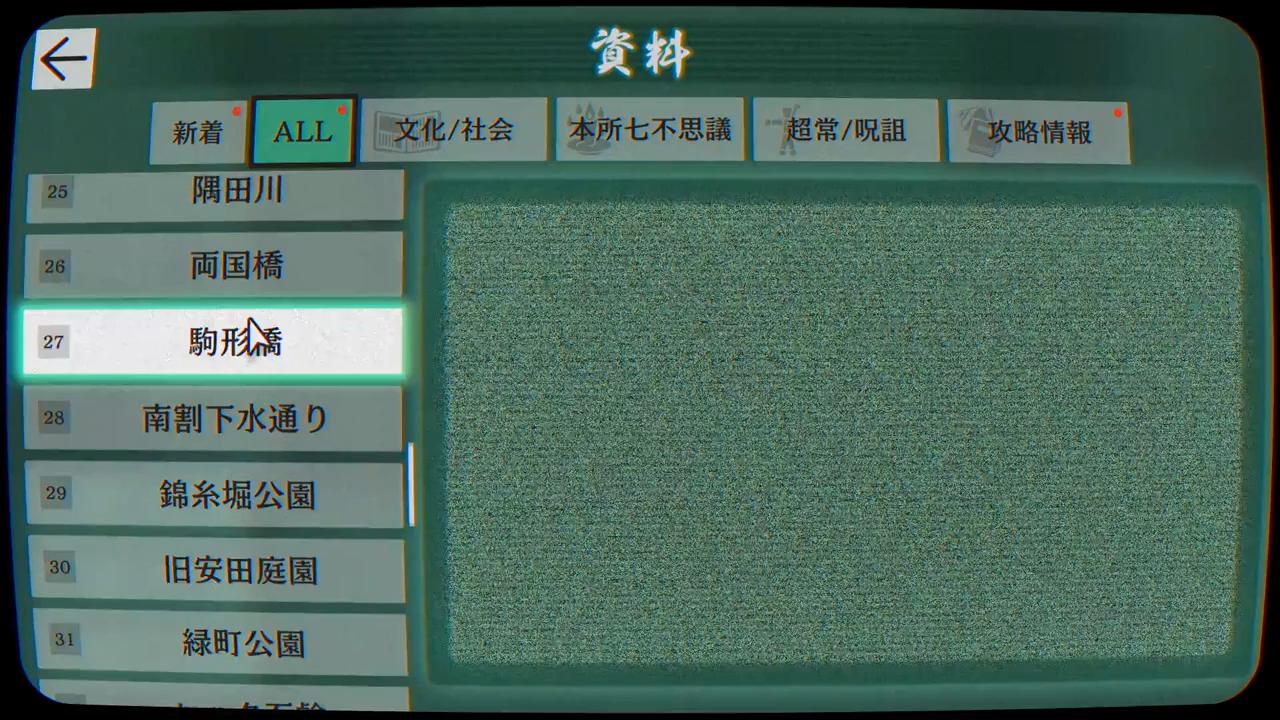 資料
新着
ALL
文化/社会
本所七不思議
超常/呪詛
攻略情報
25 隅田川
26 両国橋
27 駒形橋
28 南割下水通り
29 錦糸堀公園
30 旧安田庭園
31 緑町公園